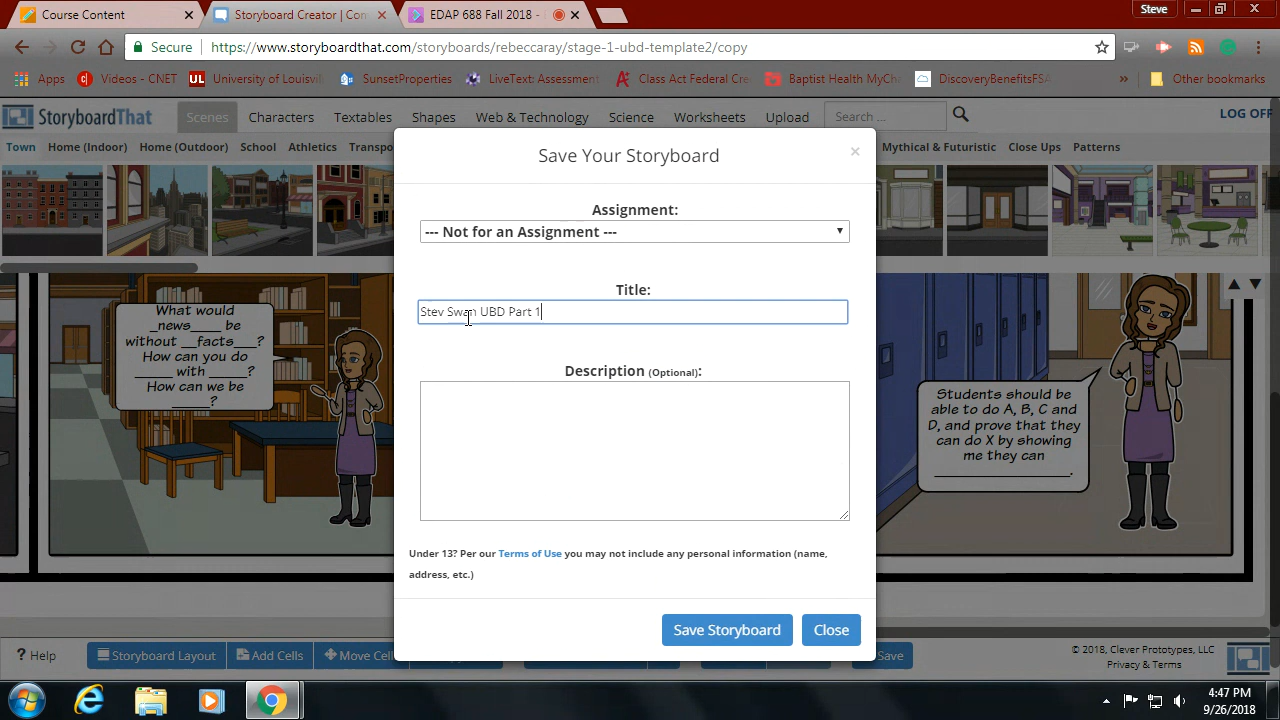 Course Content
Storyboard Creator | Con
EDAP 688 Fall 2018 -
Steve
Secure
https://www.storyboardthat.com/storyboards/rebeccaray/stage-1-ubd-template2/copy
Apps
Videos - CNET
University of Louisvil
SunsetProperties
LiveText: Assessment
Class Act Federal Cre
Baptist Health MyCh
DiscoveryBenefitsFSA
Other bookmarks
StoryboardThat
Scenes
Characters
Textables
Shapes
Web & Technology
Science
Worksheets
Upload
Search ...
LOG OFF
Town
Home (Indoor)
Home (Outdoor)
School
Athletics
Transpo
Mythical & Futuristic
Close Ups
Patterns
Save Your Storyboard
×
Assignment:
--- Not for an Assignment ---
Title:
Stev Swan UBD Part 1
Description (Optional):
Under 13? Per our Terms of Use you may not include any personal information (name,
address, etc.)
Save Storyboard
Close
What would
_news____ be
without __facts___?
How can you do
______ with _____?
How can we be
______?
Students should be
able to do A, B, C and
D, and prove that they
can do X by showing
me they can
____________________.
? Help
Storyboard Layout
Add Cells
Move Cell
Save
© 2018, Clever Prototypes, LLC
Privacy & Terms
4:47 PM
9/26/2018